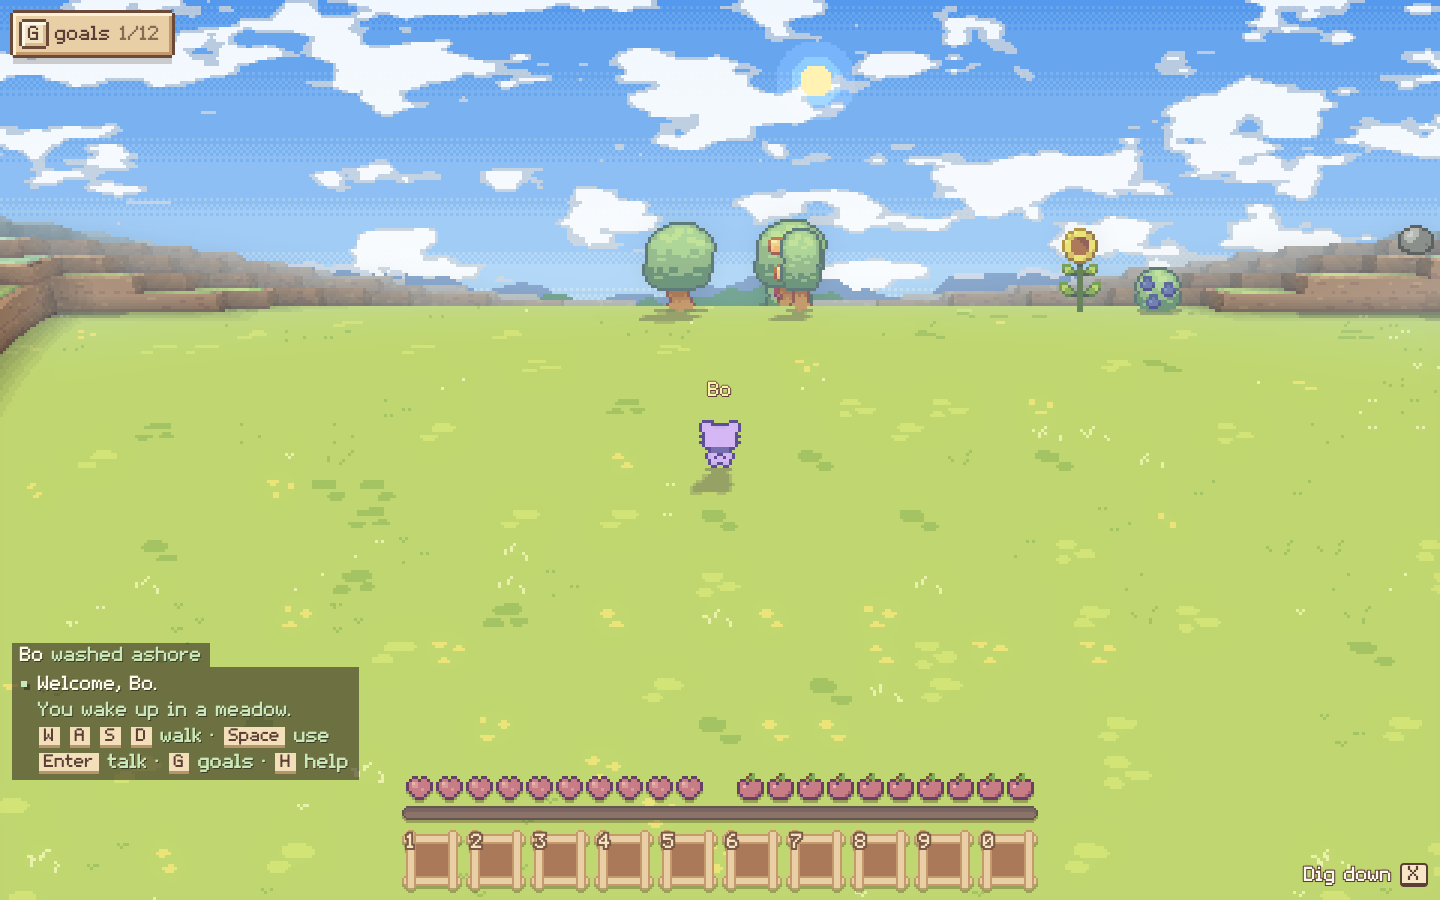 G goals 1/12
Bo
Bo washed ashore
Welcome, Bo.
You wake up in a meadow.
W A S D walk · Space use
Enter talk · G goals · H help
1 2 3 4 5 6 7 8 9 0
Dig down X